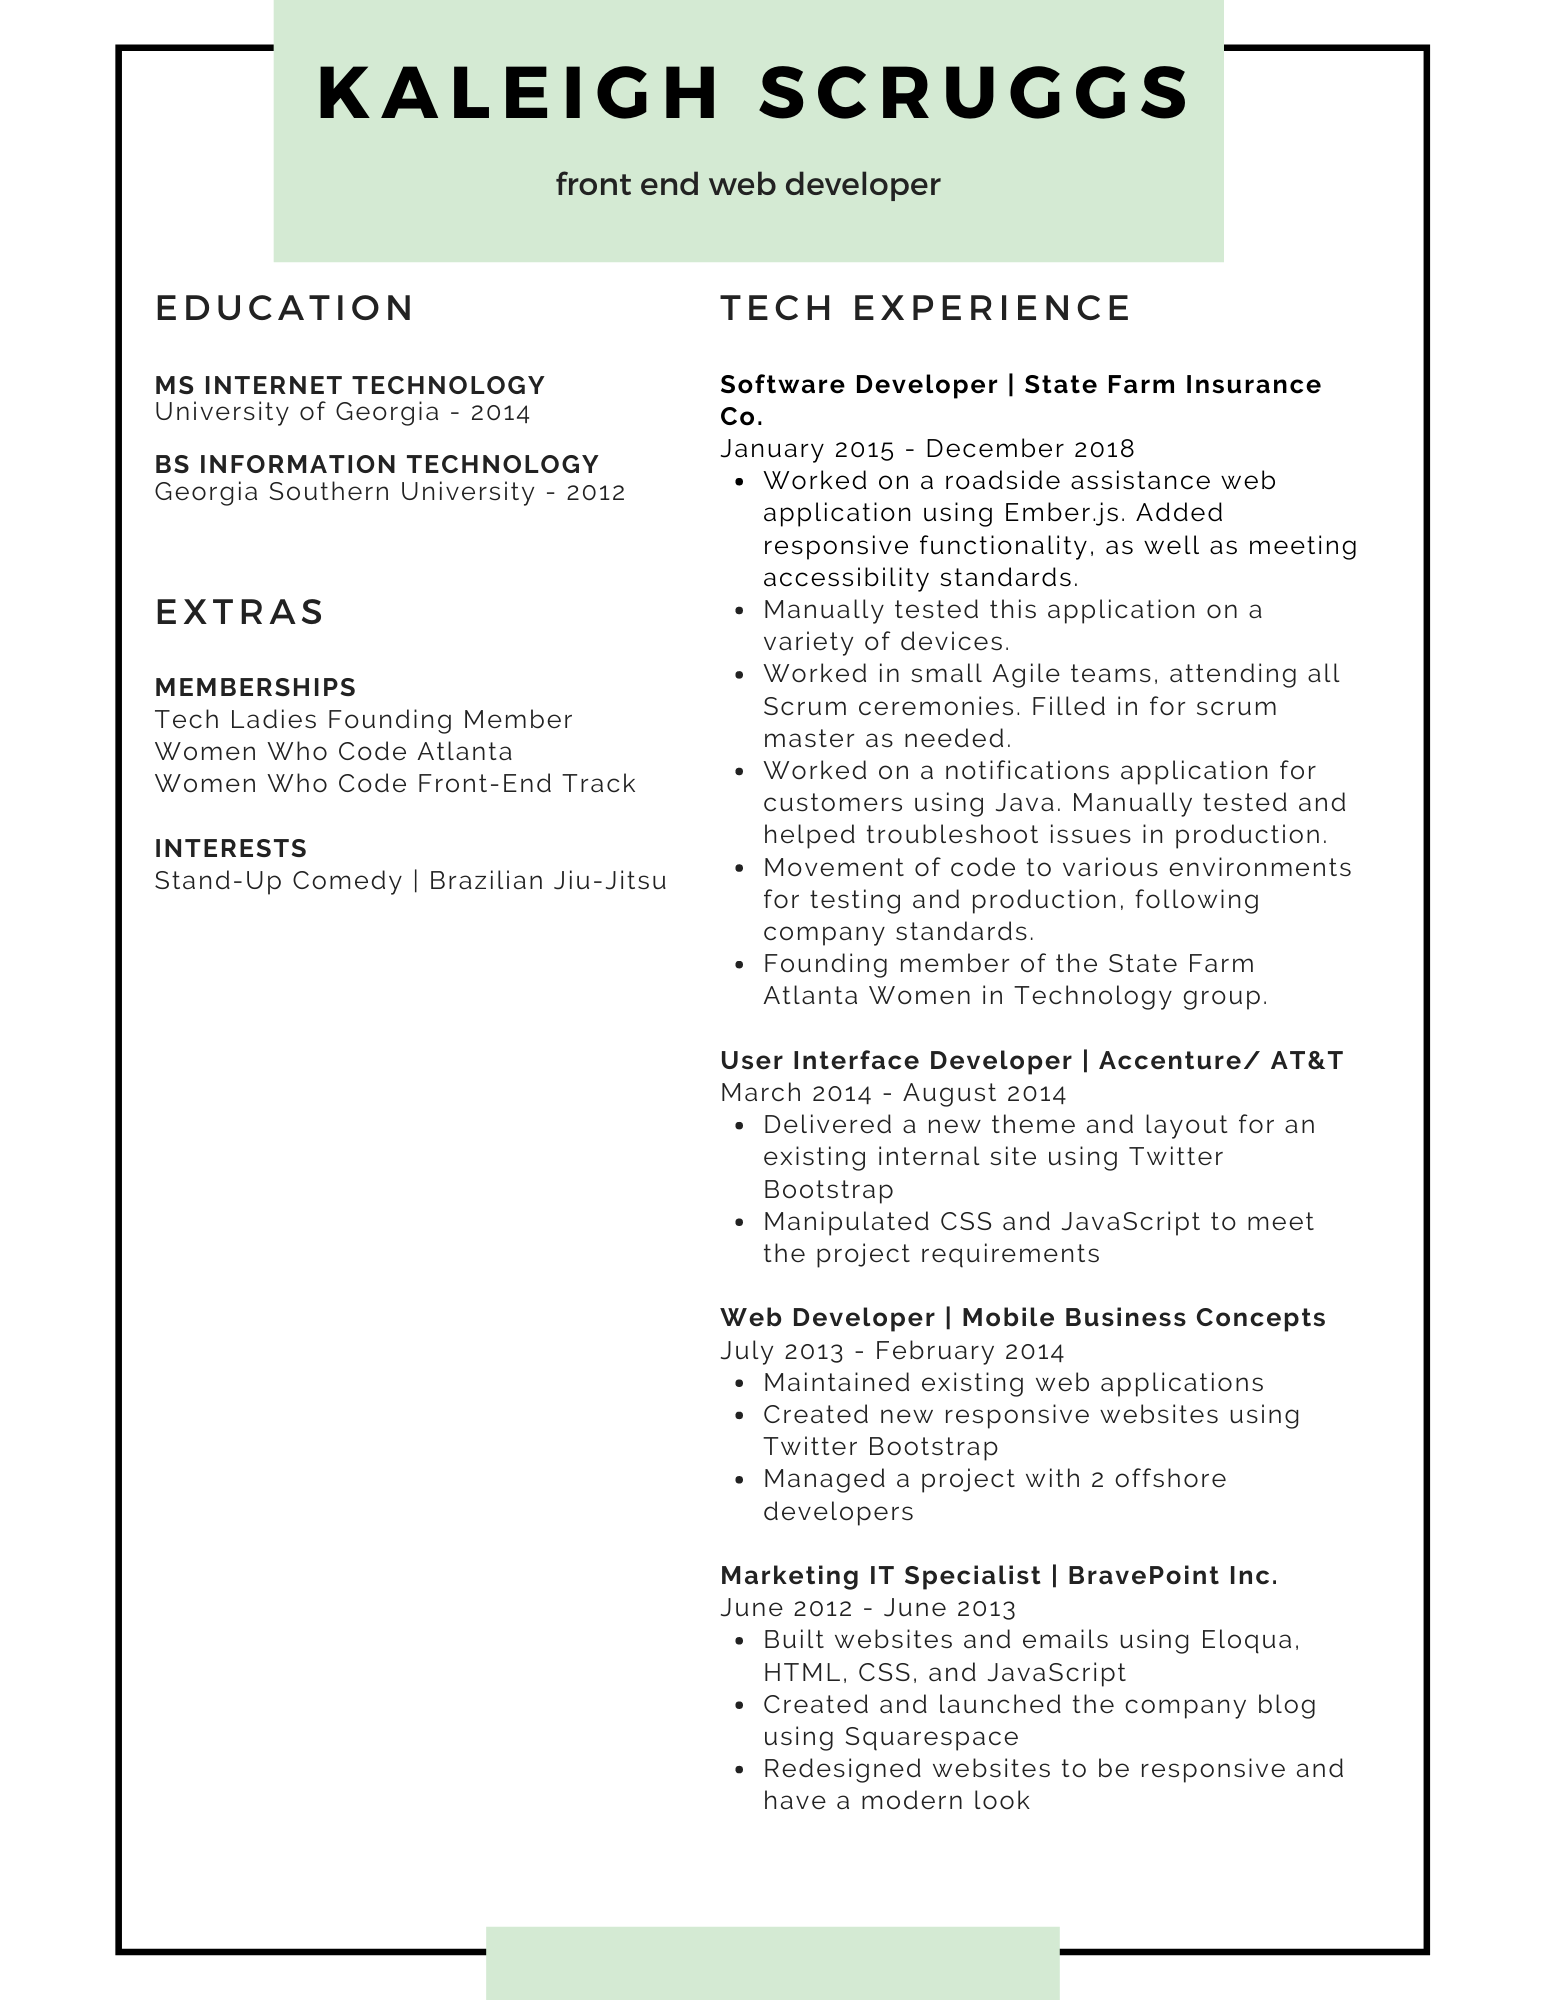 KALEIGH SCRUGGS
front end web developer
EDUCATION
MS INTERNET TECHNOLOGY
University of Georgia - 2014
BS INFORMATION TECHNOLOGY
Georgia Southern University - 2012
EXTRAS
MEMBERSHIPS
Tech Ladies Founding Member
Women Who Code Atlanta
Women Who Code Front-End Track
INTERESTS
Stand-Up Comedy | Brazilian Jiu-Jitsu
TECH EXPERIENCE
Software Developer | State Farm Insurance
Co.
January 2015 - December 2018
• Worked on a roadside assistance web
application using Ember.js. Added
responsive functionality, as well as meeting
accessibility standards.
• Manually tested this application on a
variety of devices.
• Worked in small Agile teams, attending all
Scrum ceremonies. Filled in for scrum
master as needed.
• Worked on a notifications application for
customers using Java. Manually tested and
helped troubleshoot issues in production.
• Movement of code to various environments
for testing and production, following
company standards.
• Founding member of the State Farm
Atlanta Women in Technology group.
User Interface Developer | Accenture/ AT&T
March 2014 - August 2014
• Delivered a new theme and layout for an
existing internal site using Twitter
Bootstrap
• Manipulated CSS and JavaScript to meet
the project requirements
Web Developer | Mobile Business Concepts
July 2013 - February 2014
• Maintained existing web applications
• Created new responsive websites using
Twitter Bootstrap
• Managed a project with 2 offshore
developers
Marketing IT Specialist | BravePoint Inc.
June 2012 - June 2013
• Built websites and emails using Eloqua,
HTML, CSS, and JavaScript
• Created and launched the company blog
using Squarespace
• Redesigned websites to be responsive and
have a modern look